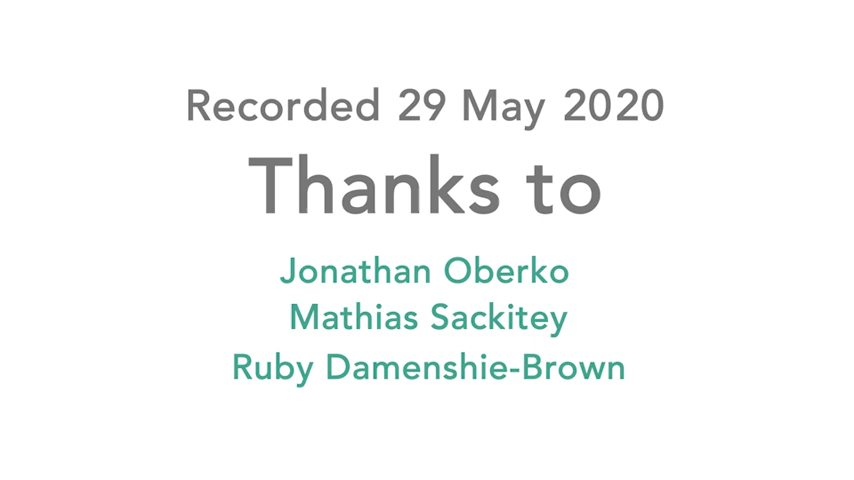 Recorded 29 May 2020
Thanks to
Jonathan Oberko
Mathias Sackitey
Ruby Damenshie-Brown